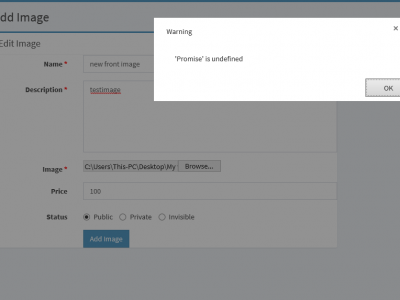 dd Image
Edit Image
Warning
×
'Promise' is undefined
OK
Name *
new front image
Description *
testimage
Image *
C:\Users\This-PC\Desktop\My
Browse...
Price
100
Status
Public
Private
Invisible
Add Image